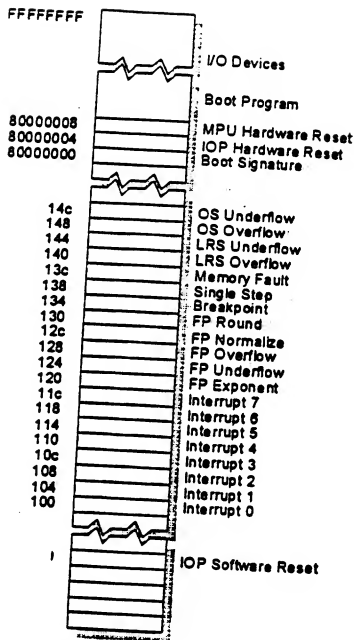 FFFFFFFF
I/O Devices
Boot Program
80000008 MPU Hardware Reset
80000004 IOP Hardware Reset
80000000 Boot Signature
14c OS Underflow
148 OS Overflow
144 LRS Underflow
140 LRS Overflow
13c Memory Fault
138 Single Step
134 Breakpoint
130 FP Round
12c FP Normalize
128 FP Overflow
124 FP Underflow
120 FP Exponent
11c Interrupt 7
118 Interrupt 6
114 Interrupt 5
110 Interrupt 4
10c Interrupt 3
108 Interrupt 2
104 Interrupt 1
100 Interrupt 0
IOP Software Reset